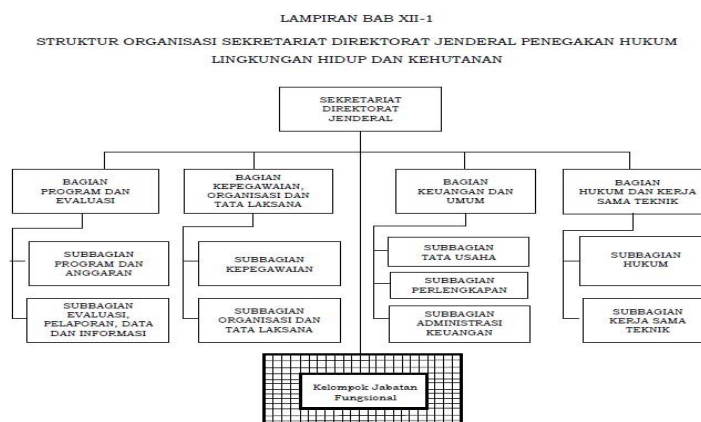 LAMPIRAN BAB XII-1
STRUKTUR ORGANISASI SEKRETARIAT DIREKTORAT JENDERAL PENEGAKAN HUKUM
LINGKUNGAN HIDUP DAN KEHUTANAN
SEKRETARIAT
DIREKTORAT
JENDERAL
BAGIAN
PROGRAM DAN
EVALUASI
SUBBAGIAN
PROGRAM DAN
ANGGARAN
SUBBAGIAN
EVALUASI,
PELAPORAN, DATA
DAN INFORMASI
BAGIAN
KEPEGAWAIAN,
ORGANISASI DAN
TATA LAKSANA
SUBBAGIAN
KEPEGAWAIAN
SUBBAGIAN
ORGANISASI DAN
TATA LAKSANA
BAGIAN
KEUANGAN DAN
UMUM
SUBBAGIAN
TATA USAHA
SUBBAGIAN
PERLENGKAPAN
SUBBAGIAN
ADMINISTRASI
KEUANGAN
BAGIAN
HUKUM DAN KERJA
SAMA TEKNIK
SUBBAGIAN
HUKUM
SUBBAGIAN
KERJA SAMA
TEKNIK
Kelompok Jabatan
Fungsional